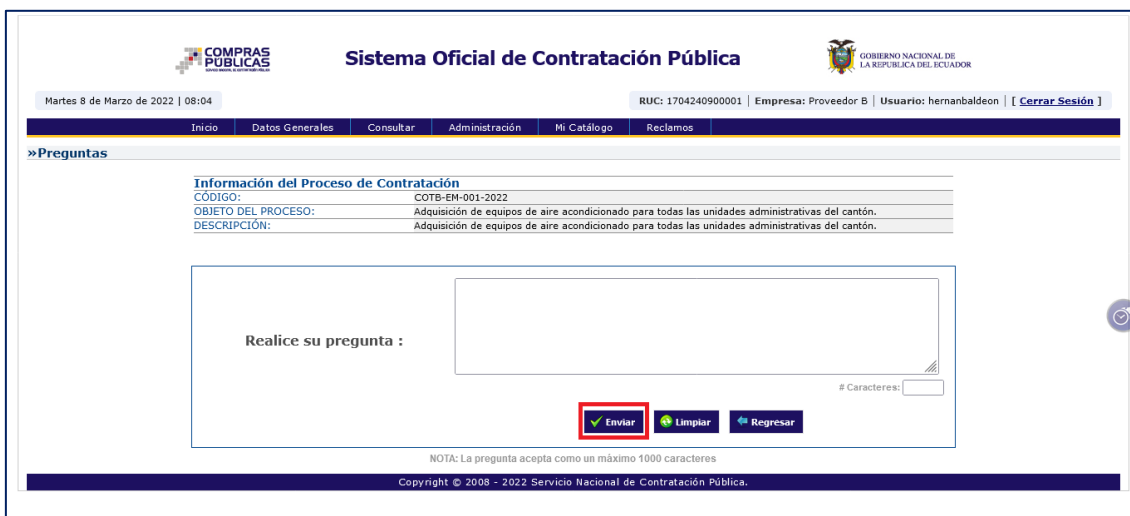 COMPRAS
PÚBLICAS
Sistema Oficial de Contratación Pública
GOBIERNO NACIONAL DE
LA REPUBLICA DEL ECUADOR
Martes 8 de Marzo de 2022 | 08:04
RUC: 1704240900001 | Empresa: Proveedor B | Usuario: hernanbaldeon | [ Cerrar Sesión ]
Inicio | Datos Generales | Consultar | Administración | Mi Catálogo | Reclamos
»Preguntas
Información del Proceso de Contratación
CÓDIGO: COTB-EM-001-2022
OBJETO DEL PROCESO: Adquisición de equipos de aire acondicionado para todas las unidades administrativas del cantón.
DESCRIPCIÓN: Adquisición de equipos de aire acondicionado para todas las unidades administrativas del cantón.
Realice su pregunta :
# Caracteres:
Enviar Limpiar Regresar
NOTA: La pregunta acepta como un màximo 1000 caracteres
Copyright © 2008 - 2022 Servicio Nacional de Contratación Pública.